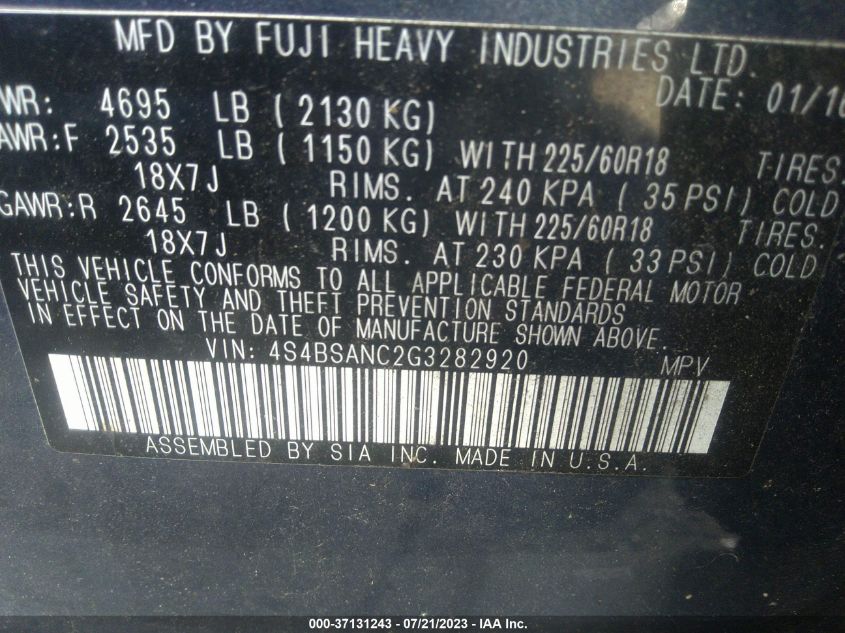 MFD BY FUJI HEAVY INDUSTRIES LTD.
DATE: 01/16
WR: 4695 LB ( 2130 KG)
AWR:F 2535 LB ( 1150 KG) WITH 225/60R18 TIRES.
18X7J RIMS. AT 240 KPA ( 35 PSI) COLD
GAWR:R 2645 LB ( 1200 KG) WITH 225/60R18 TIRES.
18X7J RIMS. AT 230 KPA ( 33 PSI) COLD
THIS VEHICLE CONFORMS TO ALL APPLICABLE FEDERAL MOTOR
VEHICLE SAFETY AND THEFT PREVENTION STANDARDS
IN EFFECT ON THE DATE OF MANUFACTURE SHOWN ABOVE.
VIN: 4S4BSANC2G3282920 MPV
ASSEMBLED BY SIA INC. MADE IN U.S.A.
000-37131243 - 07/21/2023 - IAA Inc.